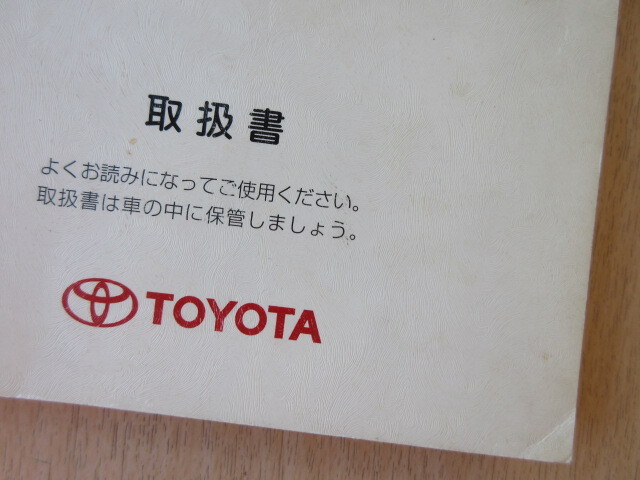 取扱書
よくお読みになってご使用ください。
取扱書は車の中に保管しましょう。
TOYOTA